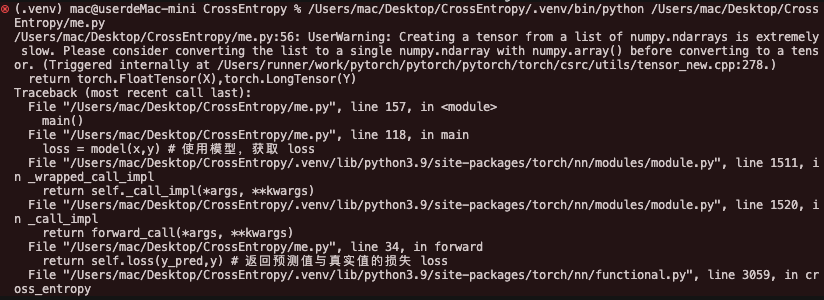 (.venv) mac@userdeMac-mini CrossEntropy % /Users/mac/Desktop/CrossEntropy/.venv/bin/python /Users/mac/Desktop/Cross
Entropy/me.py
/Users/mac/Desktop/CrossEntropy/me.py:56: UserWarning: Creating a tensor from a list of numpy.ndarrays is extremely
 slow. Please consider converting the list to a single numpy.ndarray with numpy.array() before converting to a tens
or. (Triggered internally at /Users/runner/work/pytorch/pytorch/pytorch/torch/csrc/utils/tensor_new.cpp:278.)
  return torch.FloatTensor(X),torch.LongTensor(Y)
Traceback (most recent call last):
  File "/Users/mac/Desktop/CrossEntropy/me.py", line 157, in <module>
    main()
  File "/Users/mac/Desktop/CrossEntropy/me.py", line 118, in main
    loss = model(x,y) # 使用模型，获取 loss
  File "/Users/mac/Desktop/CrossEntropy/.venv/lib/python3.9/site-packages/torch/nn/modules/module.py", line 1511, i
n _wrapped_call_impl
    return self._call_impl(*args, **kwargs)
  File "/Users/mac/Desktop/CrossEntropy/.venv/lib/python3.9/site-packages/torch/nn/modules/module.py", line 1520, i
n _call_impl
    return forward_call(*args, **kwargs)
  File "/Users/mac/Desktop/CrossEntropy/me.py", line 34, in forward
    return self.loss(y_pred,y) # 返回预测值与真实值的损失 loss
  File "/Users/mac/Desktop/CrossEntropy/.venv/lib/python3.9/site-packages/torch/nn/functional.py", line 3059, in cr
oss_entropy